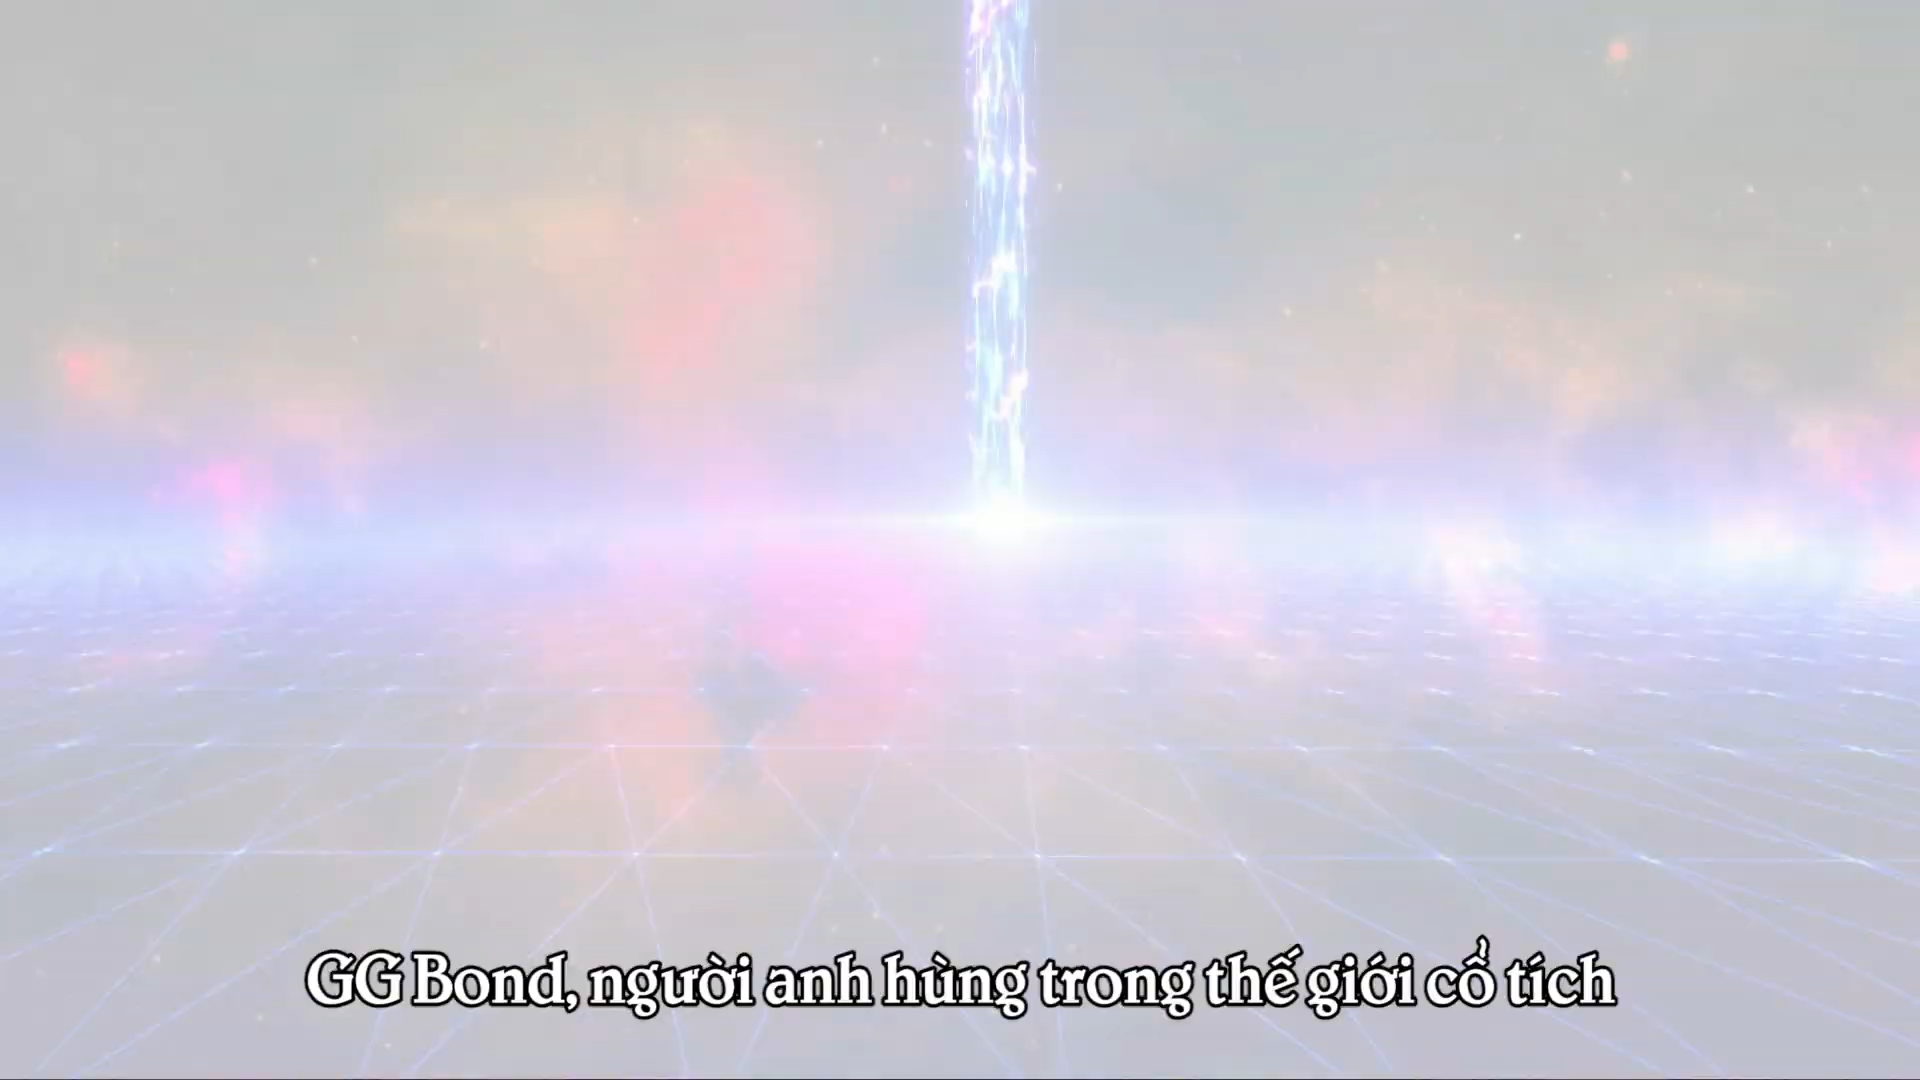 GG Bond, người anh hùng trong thế giới cổ tích